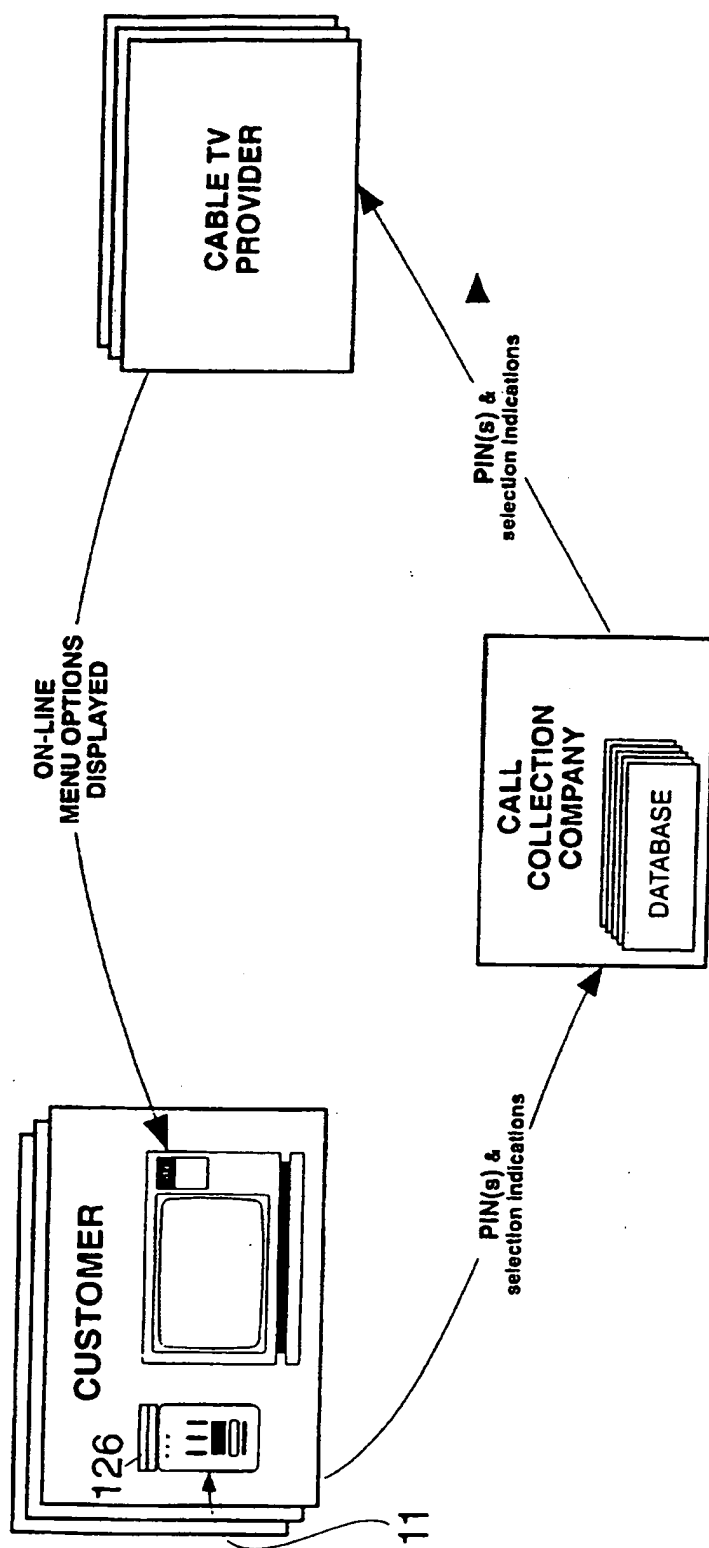 CUSTOMER
126
11
ON-LINE
MENU OPTIONS
DISPLAYED
CABLE TV
PROVIDER
PIN(s) &
selection indications
CALL
COLLECTION
COMPANY
DATABASE
PIN(s) &
selection indications